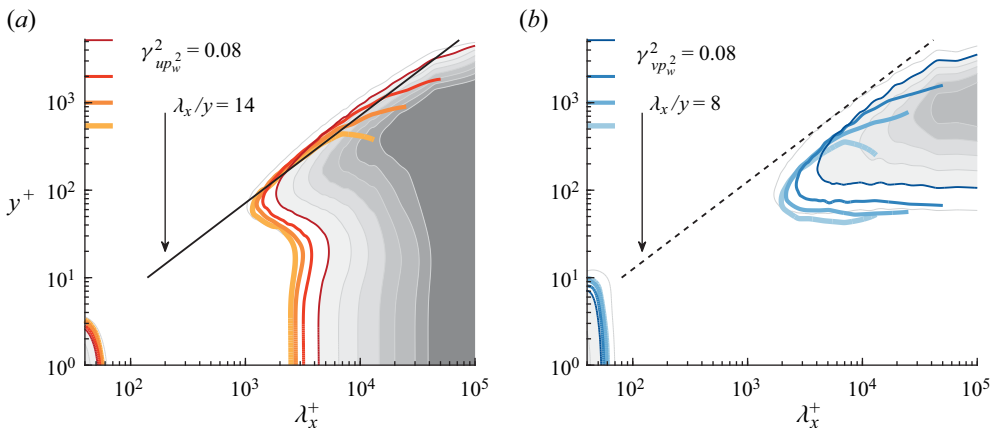 (a)
γ²_{up_w²} = 0.08
λ_x/y = 14
y⁺
10³
10²
10¹
10⁰
10² 10³ 10⁴ 10⁵
λ_x⁺
(b)
γ²_{vp_w²} = 0.08
λ_x/y = 8
10³
10²
10¹
10⁰
10² 10³ 10⁴ 10⁵
λ_x⁺